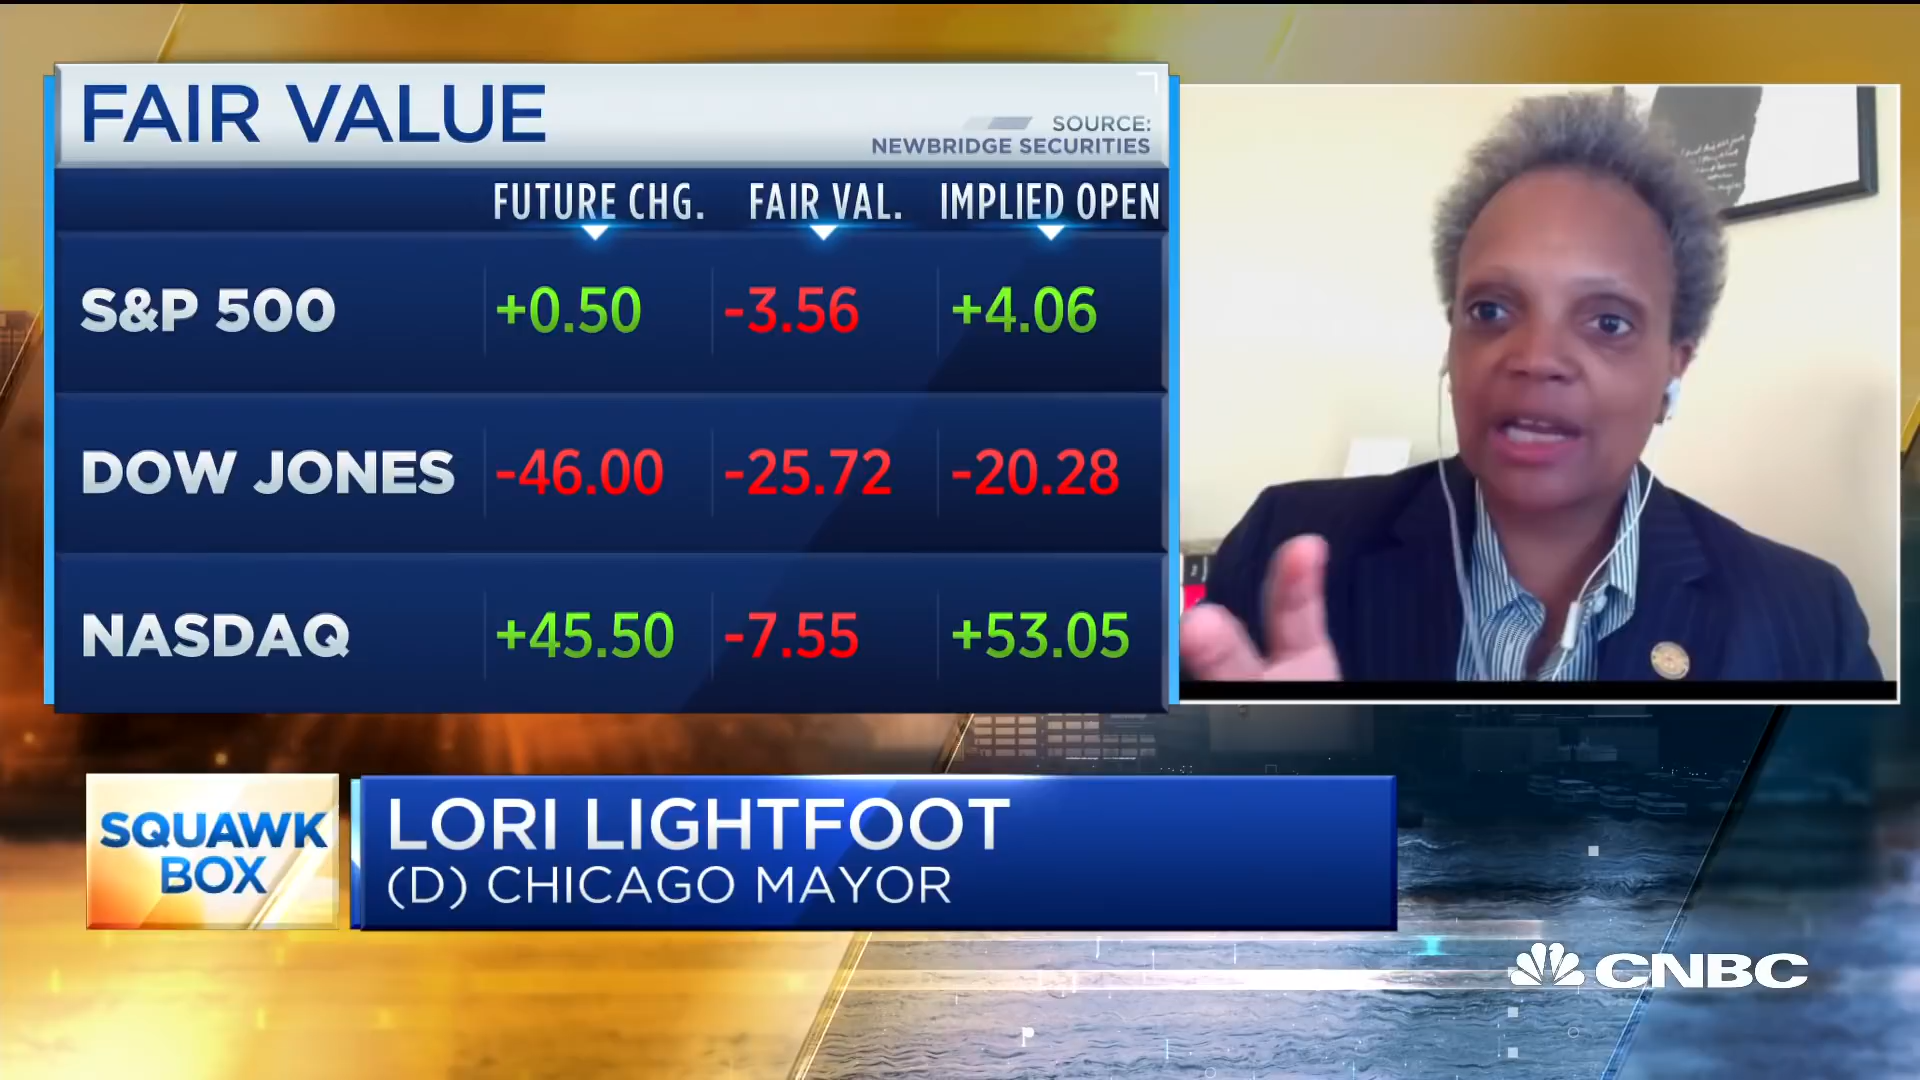 FAIR VALUE
SOURCE:
NEWBRIDGE SECURITIES
FUTURE CHG. FAIR VAL. IMPLIED OPEN
S&P 500 +0.50 -3.56 +4.06
DOW JONES -46.00 -25.72 -20.28
NASDAQ +45.50 -7.55 +53.05
SQUAWK
BOX
LORI LIGHTFOOT
(D) CHICAGO MAYOR
CNBC
P